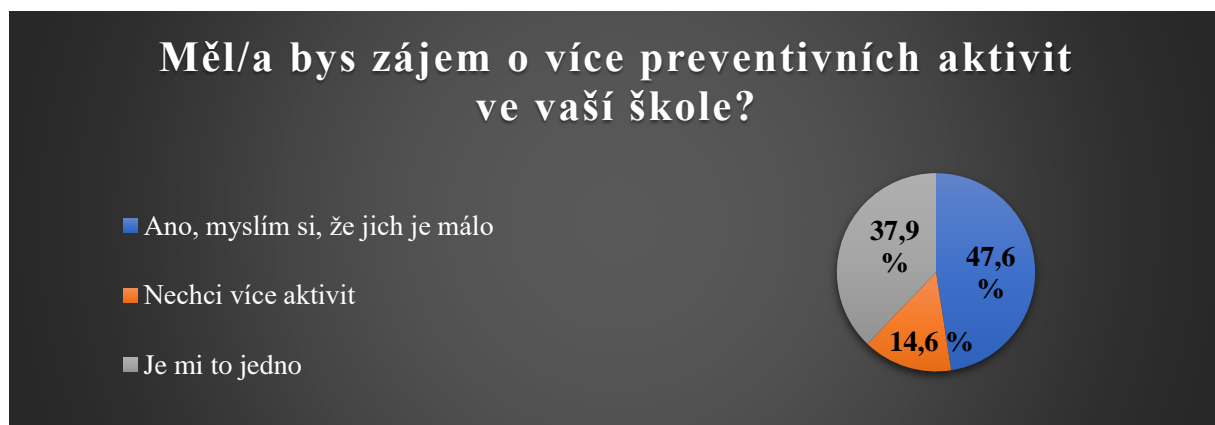 Měl/a bys zájem o více preventivních aktivit
ve vaší škole?
Ano, myslím si, že jich je málo
Nechci více aktivit
Je mi to jedno
37,9
%
47,6
%
14,6 %